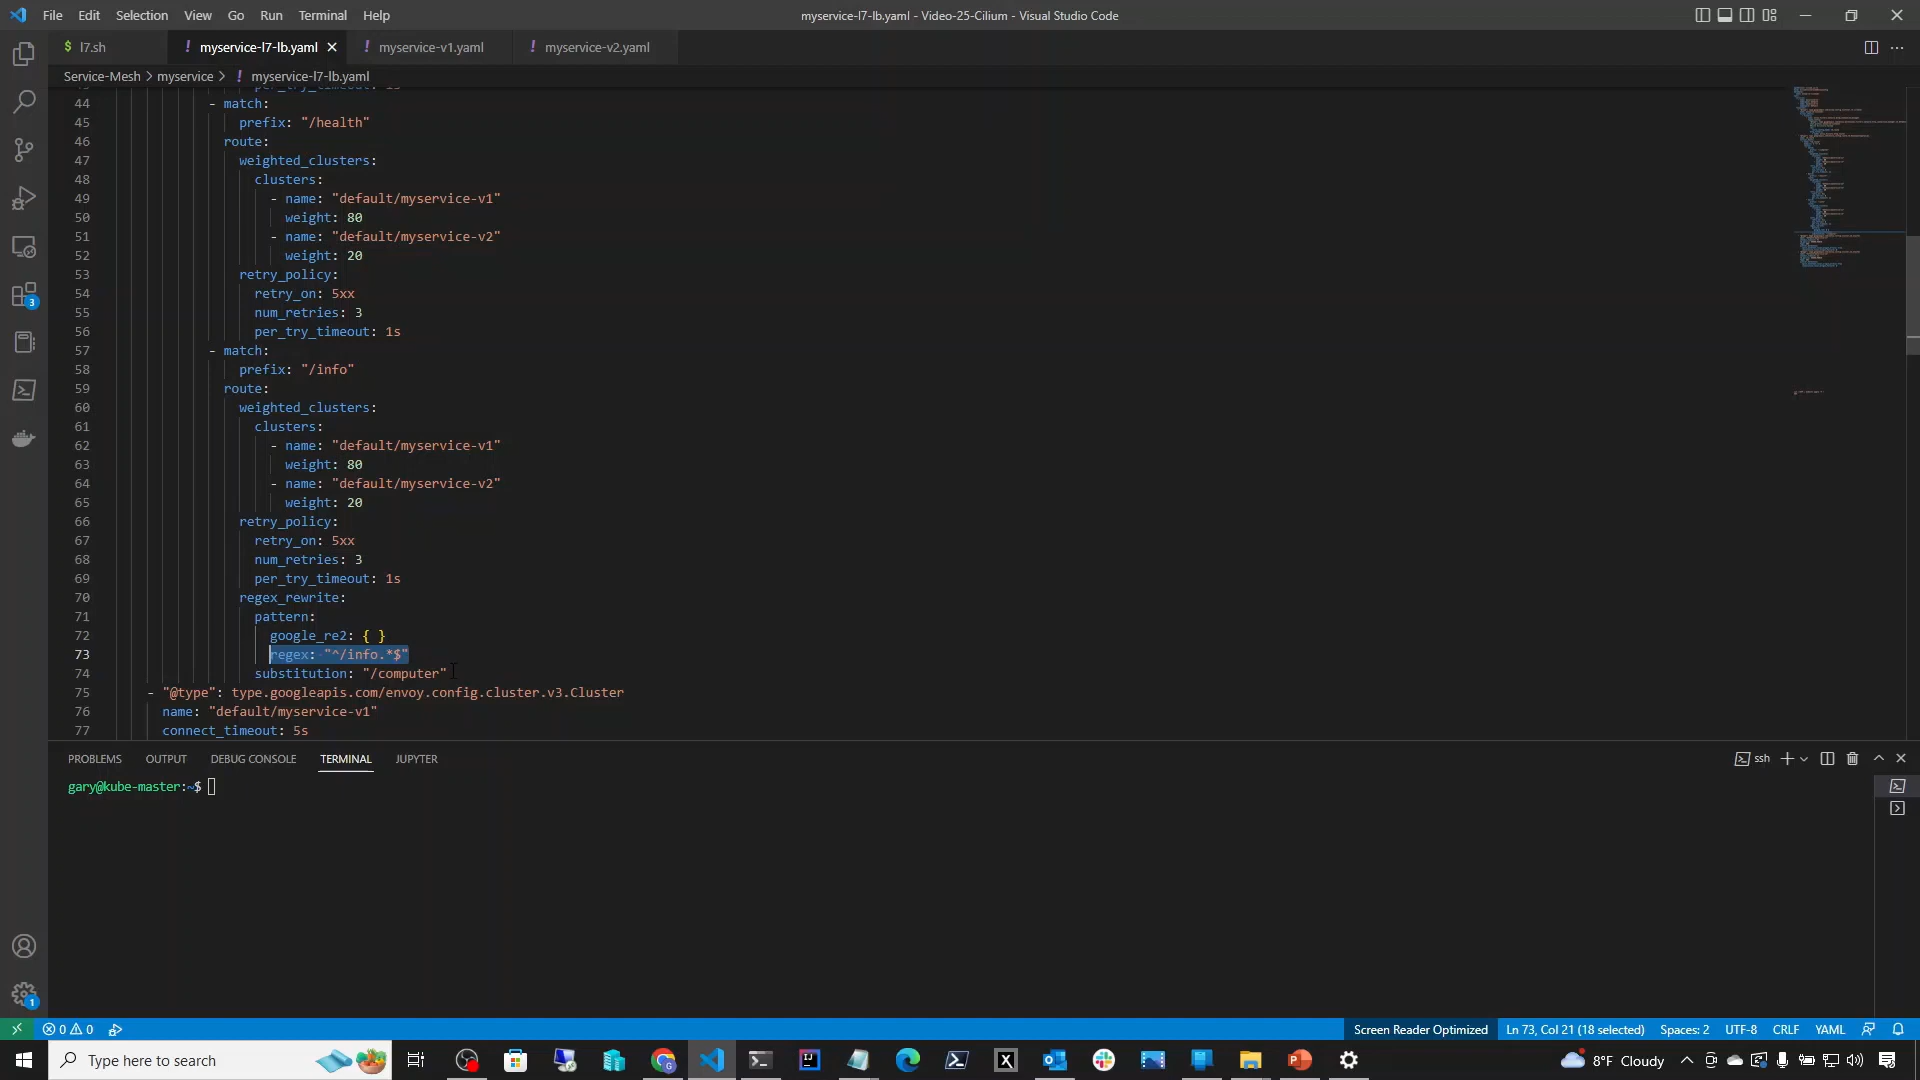 File Edit Selection View Go Run Terminal Help
myservice-l7-lb.yaml - Video-25-Cilium - Visual Studio Code
$ l7.sh
! myservice-l7-lb.yaml
! myservice-v1.yaml
! myservice-v2.yaml
Service-Mesh > myservice > ! myservice-l7-lb.yaml
44 - match:
45 prefix: "/health"
46 route:
47 weighted_clusters:
48 clusters:
49 - name: "default/myservice-v1"
50 weight: 80
51 - name: "default/myservice-v2"
52 weight: 20
53 retry_policy:
54 retry_on: 5xx
55 num_retries: 3
56 per_try_timeout: 1s
57 - match:
58 prefix: "/info"
59 route:
60 weighted_clusters:
61 clusters:
62 - name: "default/myservice-v1"
63 weight: 80
64 - name: "default/myservice-v2"
65 weight: 20
66 retry_policy:
67 retry_on: 5xx
68 num_retries: 3
69 per_try_timeout: 1s
70 regex_rewrite:
71 pattern:
72 google_re2: { }
73 regex: "^/info.*$"
74 substitution: "/computer"
75 - "@type": type.googleapis.com/envoy.config.cluster.v3.Cluster
76 name: "default/myservice-v1"
77 connect_timeout: 5s
PROBLEMS OUTPUT DEBUG CONSOLE TERMINAL JUPYTER
ssh
gary@kube-master:~$
3
1
0 0
Screen Reader Optimized Ln 73, Col 21 (18 selected) Spaces: 2 UTF-8 CRLF YAML
Type here to search
8°F Cloudy